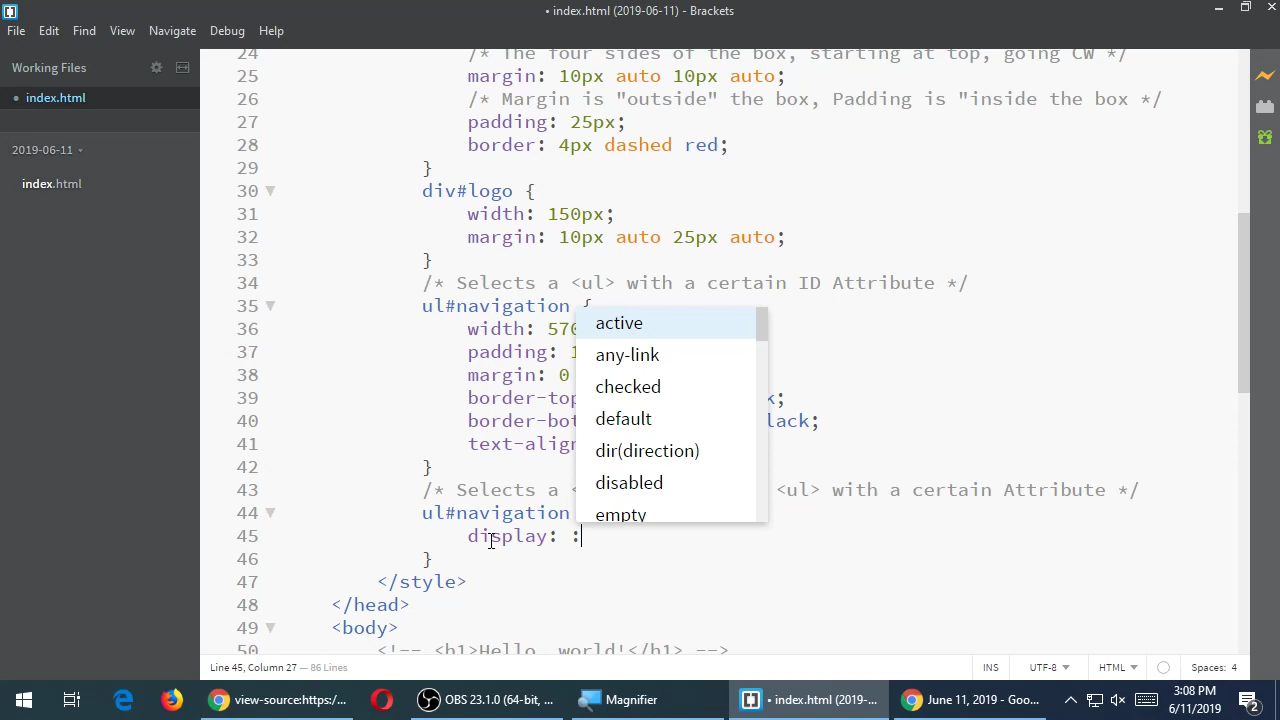 • index.html (2019-06-11) - Brackets
File Edit Find View Navigate Debug Help
Working Files
• index.html
2019-06-11
index.html
24 /* The four sides of the box, starting at top, going CW */
25 margin: 10px auto 10px auto;
26 /* Margin is "outside" the box, Padding is "inside the box */
27 padding: 25px;
28 border: 4px dashed red;
29 }
30 div#logo {
31 width: 150px;
32 margin: 10px auto 25px auto;
33 }
34 /* Selects a <ul> with a certain ID Attribute */
35 ul#navigation {
36 width: 570
37 padding: 1
38 margin: 0
39 border-top k;
40 border-bot lack;
41 text-align
42 }
43 /* Selects a < <ul> with a certain Attribute */
44 ul#navigation
45 display: :
46 }
47 </style>
48 </head>
49 <body>
50 <!-- <h1>Hello, world!</h1> -->
active
any-link
checked
default
dir(direction)
disabled
empty
Line 45, Column 27 — 86 Lines INS UTF-8 HTML Spaces: 4
view-source:https:/... OBS 23.1.0 (64-bit, ... Magnifier • index.html (2019-... June 11, 2019 - Goo... 3:08 PM
6/11/2019 2